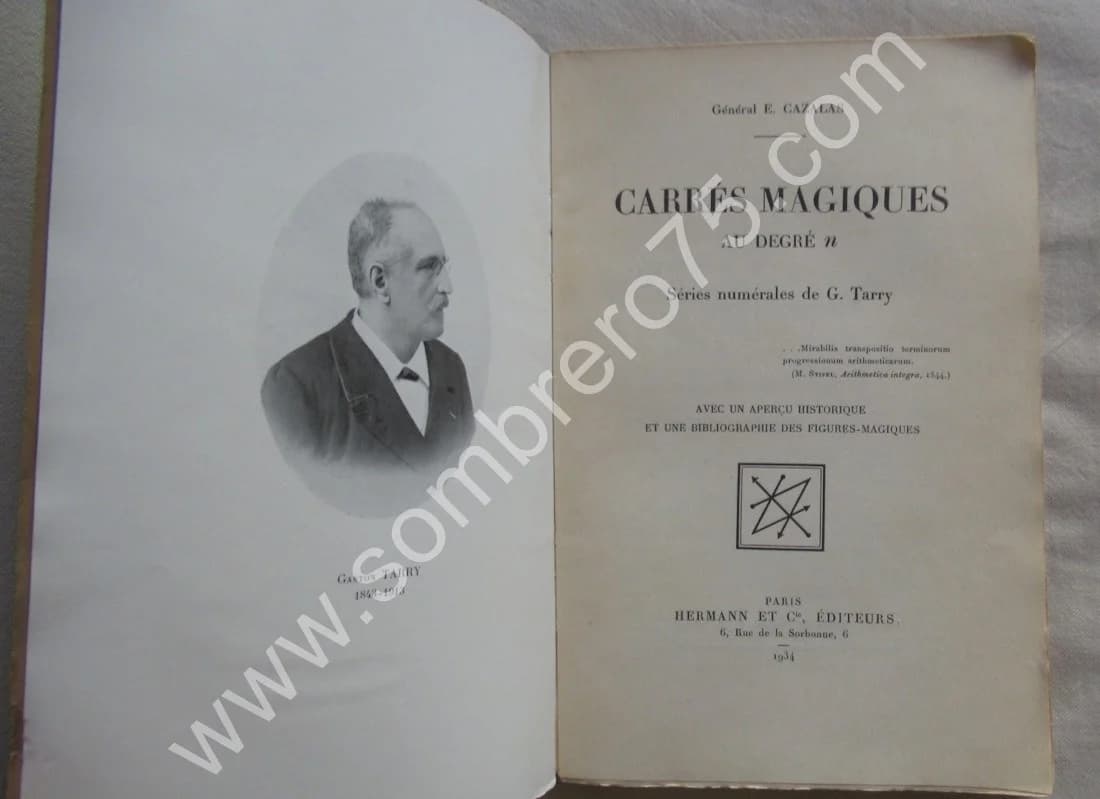 Gaston TARRY
1843-1913
Général E. CAZALAS
CARRÉS MAGIQUES
AU DEGRÉ n
Séries numérales de G. Tarry
. . .Mirabilis transpositio terminorum
progressionum arithmeticarum.
(M. STIFEL, Arithmetica integra, 1544.)
AVEC UN APERÇU HISTORIQUE
ET UNE BIBLIOGRAPHIE DES FIGURES-MAGIQUES
PARIS
HERMANN ET Cie, ÉDITEURS
6, Rue de la Sorbonne, 6
1934
www.sombrero75.com